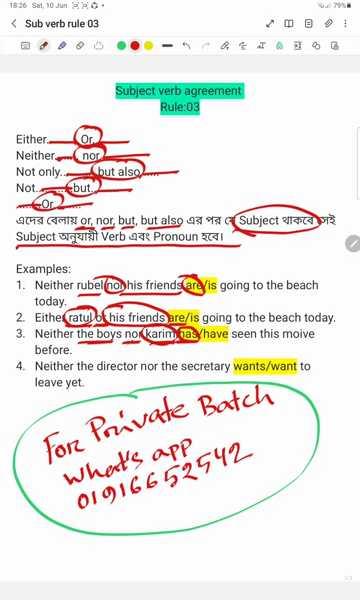 18:26 Sat, 10 Jun
79%
Sub verb rule 03
Subject verb agreement
Rule:03
Either..... Or.
Neither..... nor
Not only........ but also......
Not..........but..
....Or........
এদের বেলায় or, nor, but, but also এর পর যে Subject থাকবে সেই
Subject অনুযায়ী Verb এবং Pronoun হবে।
Examples:
1. Neither rubel nor his friends are/is going to the beach
today.
2. Either ratul or his friends are/is going to the beach today.
3. Neither the boys nor karim has/have seen this moive
before.
4. Neither the director nor the secretary wants/want to
leave yet.
For Private Batch
What's app
01916652542
1/1